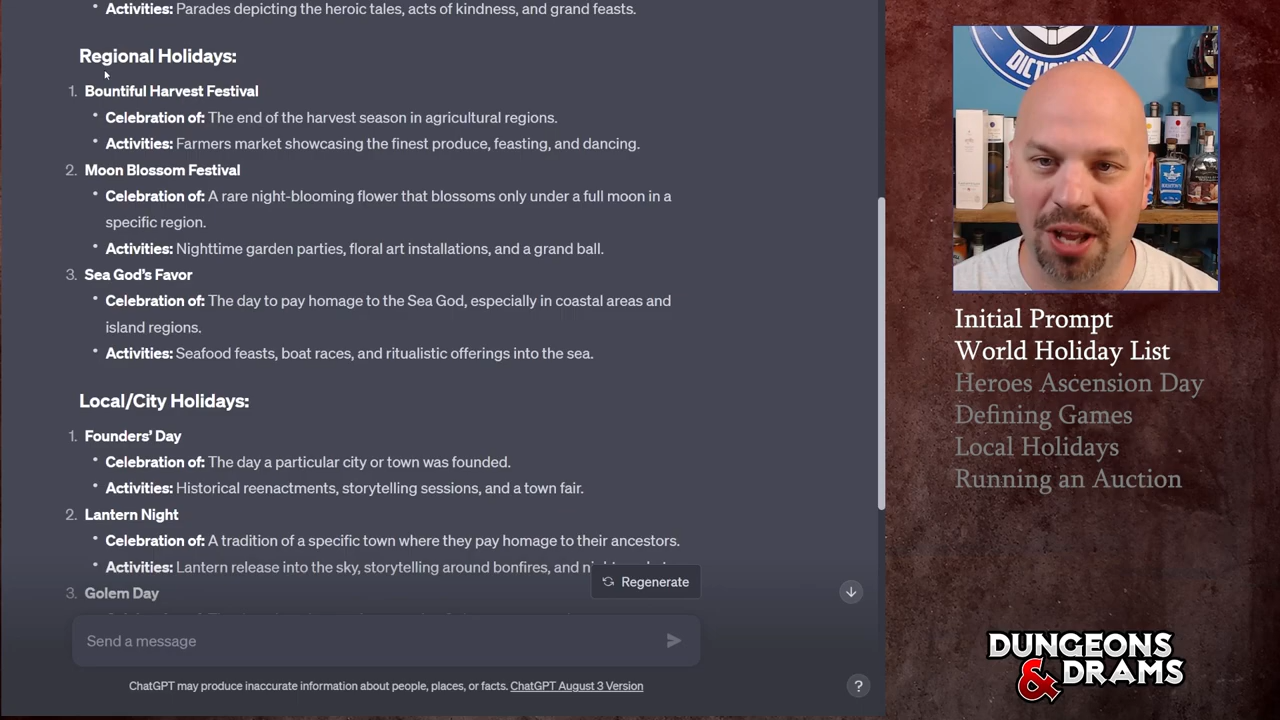 Activities: Parades depicting the heroic tales, acts of kindness, and grand feasts.
Regional Holidays:
1. Bountiful Harvest Festival
Celebration of: The end of the harvest season in agricultural regions.
Activities: Farmers market showcasing the finest produce, feasting, and dancing.
2. Moon Blossom Festival
Celebration of: A rare night-blooming flower that blossoms only under a full moon in a
specific region.
Activities: Nighttime garden parties, floral art installations, and a grand ball.
3. Sea God's Favor
Celebration of: The day to pay homage to the Sea God, especially in coastal areas and
island regions.
Activities: Seafood feasts, boat races, and ritualistic offerings into the sea.
Local/City Holidays:
1. Founders' Day
Celebration of: The day a particular city or town was founded.
Activities: Historical reenactments, storytelling sessions, and a town fair.
2. Lantern Night
Celebration of: A tradition of a specific town where they pay homage to their ancestors.
Activities: Lantern release into the sky, storytelling around bonfires, and
Regenerate
3. Golem Day
Send a message
ChatGPT may produce inaccurate information about people, places, or facts. ChatGPT August 3 Version
?
DICTIONARY
Initial Prompt
World Holiday List
Heroes Ascension Day
Defining Games
Local Holidays
Running an Auction
DUNGEONS
& DRAMS